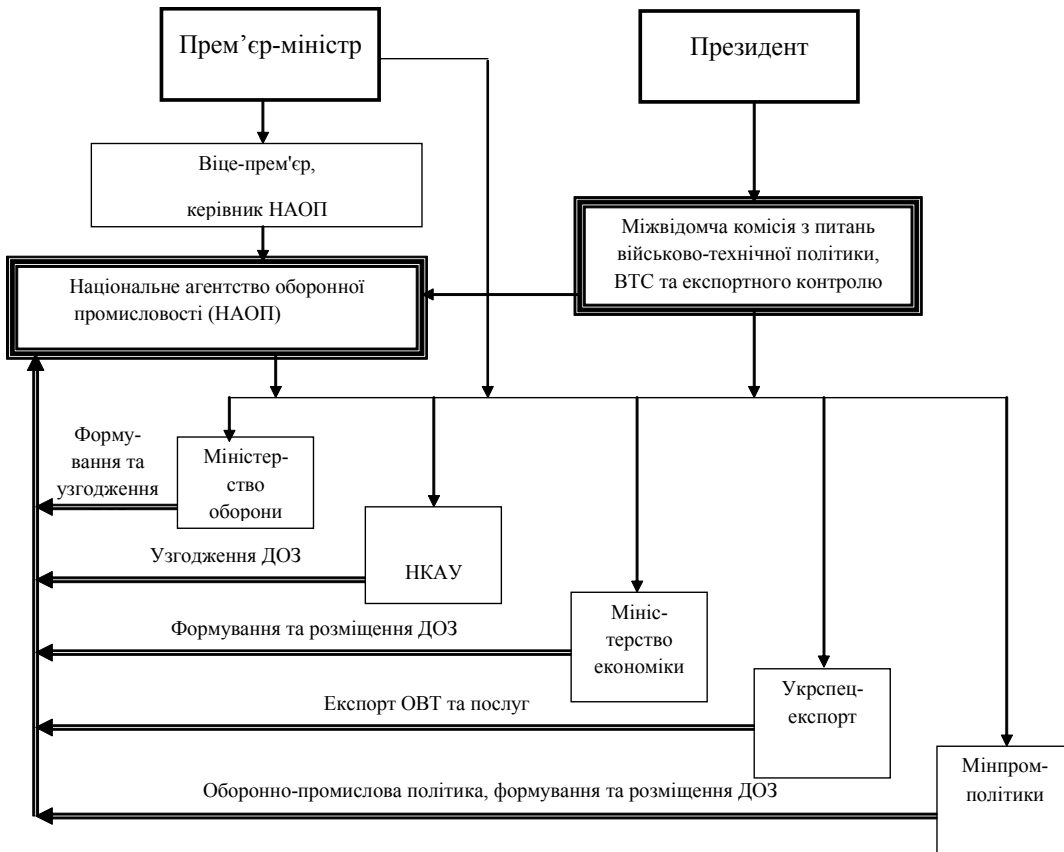 Прем’єр-міністр
Президент
Віце-прем'єр,
керівник НАОП
Міжвідомча комісія з питань
військово-технічної політики,
ВТС та експортного контролю
Національне агентство оборонної
промисловості (НАОП)
Форму-
вання та
узгодження
Міністер-
ство
оборони
Узгодження ДОЗ
НКАУ
Формування та розміщення ДОЗ
Мініс-
терство
економіки
Експорт ОВТ та послуг
Укрспец-
експорт
Оборонно-промислова політика, формування та розміщення ДОЗ
Мінпром-
політики